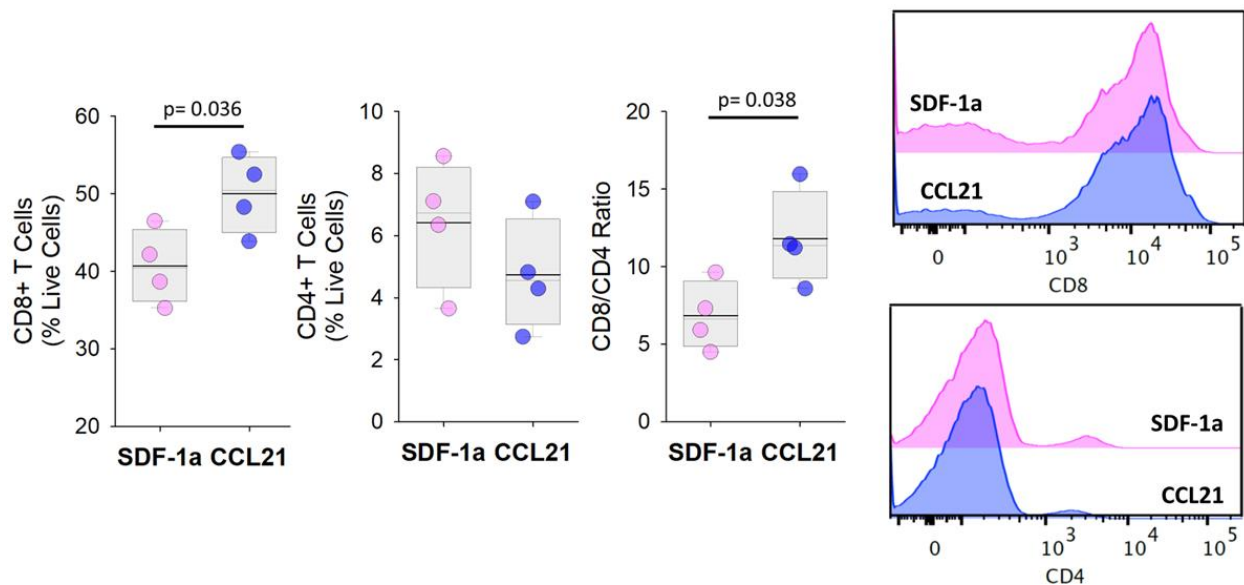 CD8+ T Cells
(% Live Cells)
60
50
40
30
20
p= 0.036
SDF-1a CCL21
CD4+ T Cells
(% Live Cells)
10
8
6
4
2
0
SDF-1a CCL21
CD8/CD4 Ratio
20
15
10
5
0
p= 0.038
SDF-1a CCL21
SDF-1a
CCL21
0 10³ 10⁴ 10⁵
CD8
SDF-1a
CCL21
0 10³ 10⁴ 10⁵
CD4